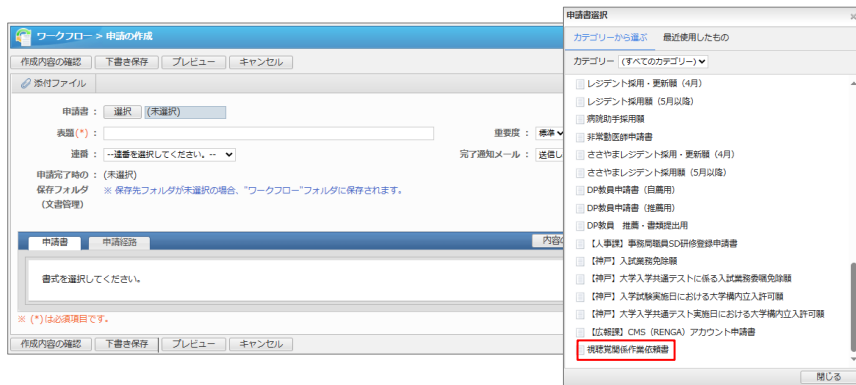 ワークフロー > 申請の作成
作成内容の確認 下書き保存 プレビュー キャンセル
添付ファイル
申請書 : 選択 (未選択)
表題(*) : 重要度 : 標準
連番 : --連番を選択してください。-- 完了通知メール : 送信し
申請完了時の : (未選択)
保存フォルダ ※ 保存先フォルダが未選択の場合、"ワークフロー"フォルダに保存されます。
(文書管理)
申請書 申請経路 内容の
書式を選択してください。
※ (*)は必須項目です。
作成内容の確認 下書き保存 プレビュー キャンセル
申請書選択
カテゴリーから選ぶ 最近使用したもの
カテゴリー (すべてのカテゴリー)
レジデント採用・更新願(4月)
レジデント採用願(5月以降)
病院助手採用願
非常勤医師申請書
ささやまレジデント採用・更新願(4月)
ささやまレジデント採用願(5月以降)
DP教員申請書(自薦用)
DP教員申請書(推薦用)
DP教員 推薦・書類提出用
【人事課】事務局職員SD研修登録申請書
【神戸】入試業務免除願
【神戸】大学入学共通テストに係る入試業務委嘱免除願
【神戸】入学試験実施日における大学構内立入許可願
【神戸】大学入学共通テスト実施日における大学構内立入許可願
【広報課】CMS(RENGA)アカウント申請書
視聴覚関係作業依頼書
閉じる